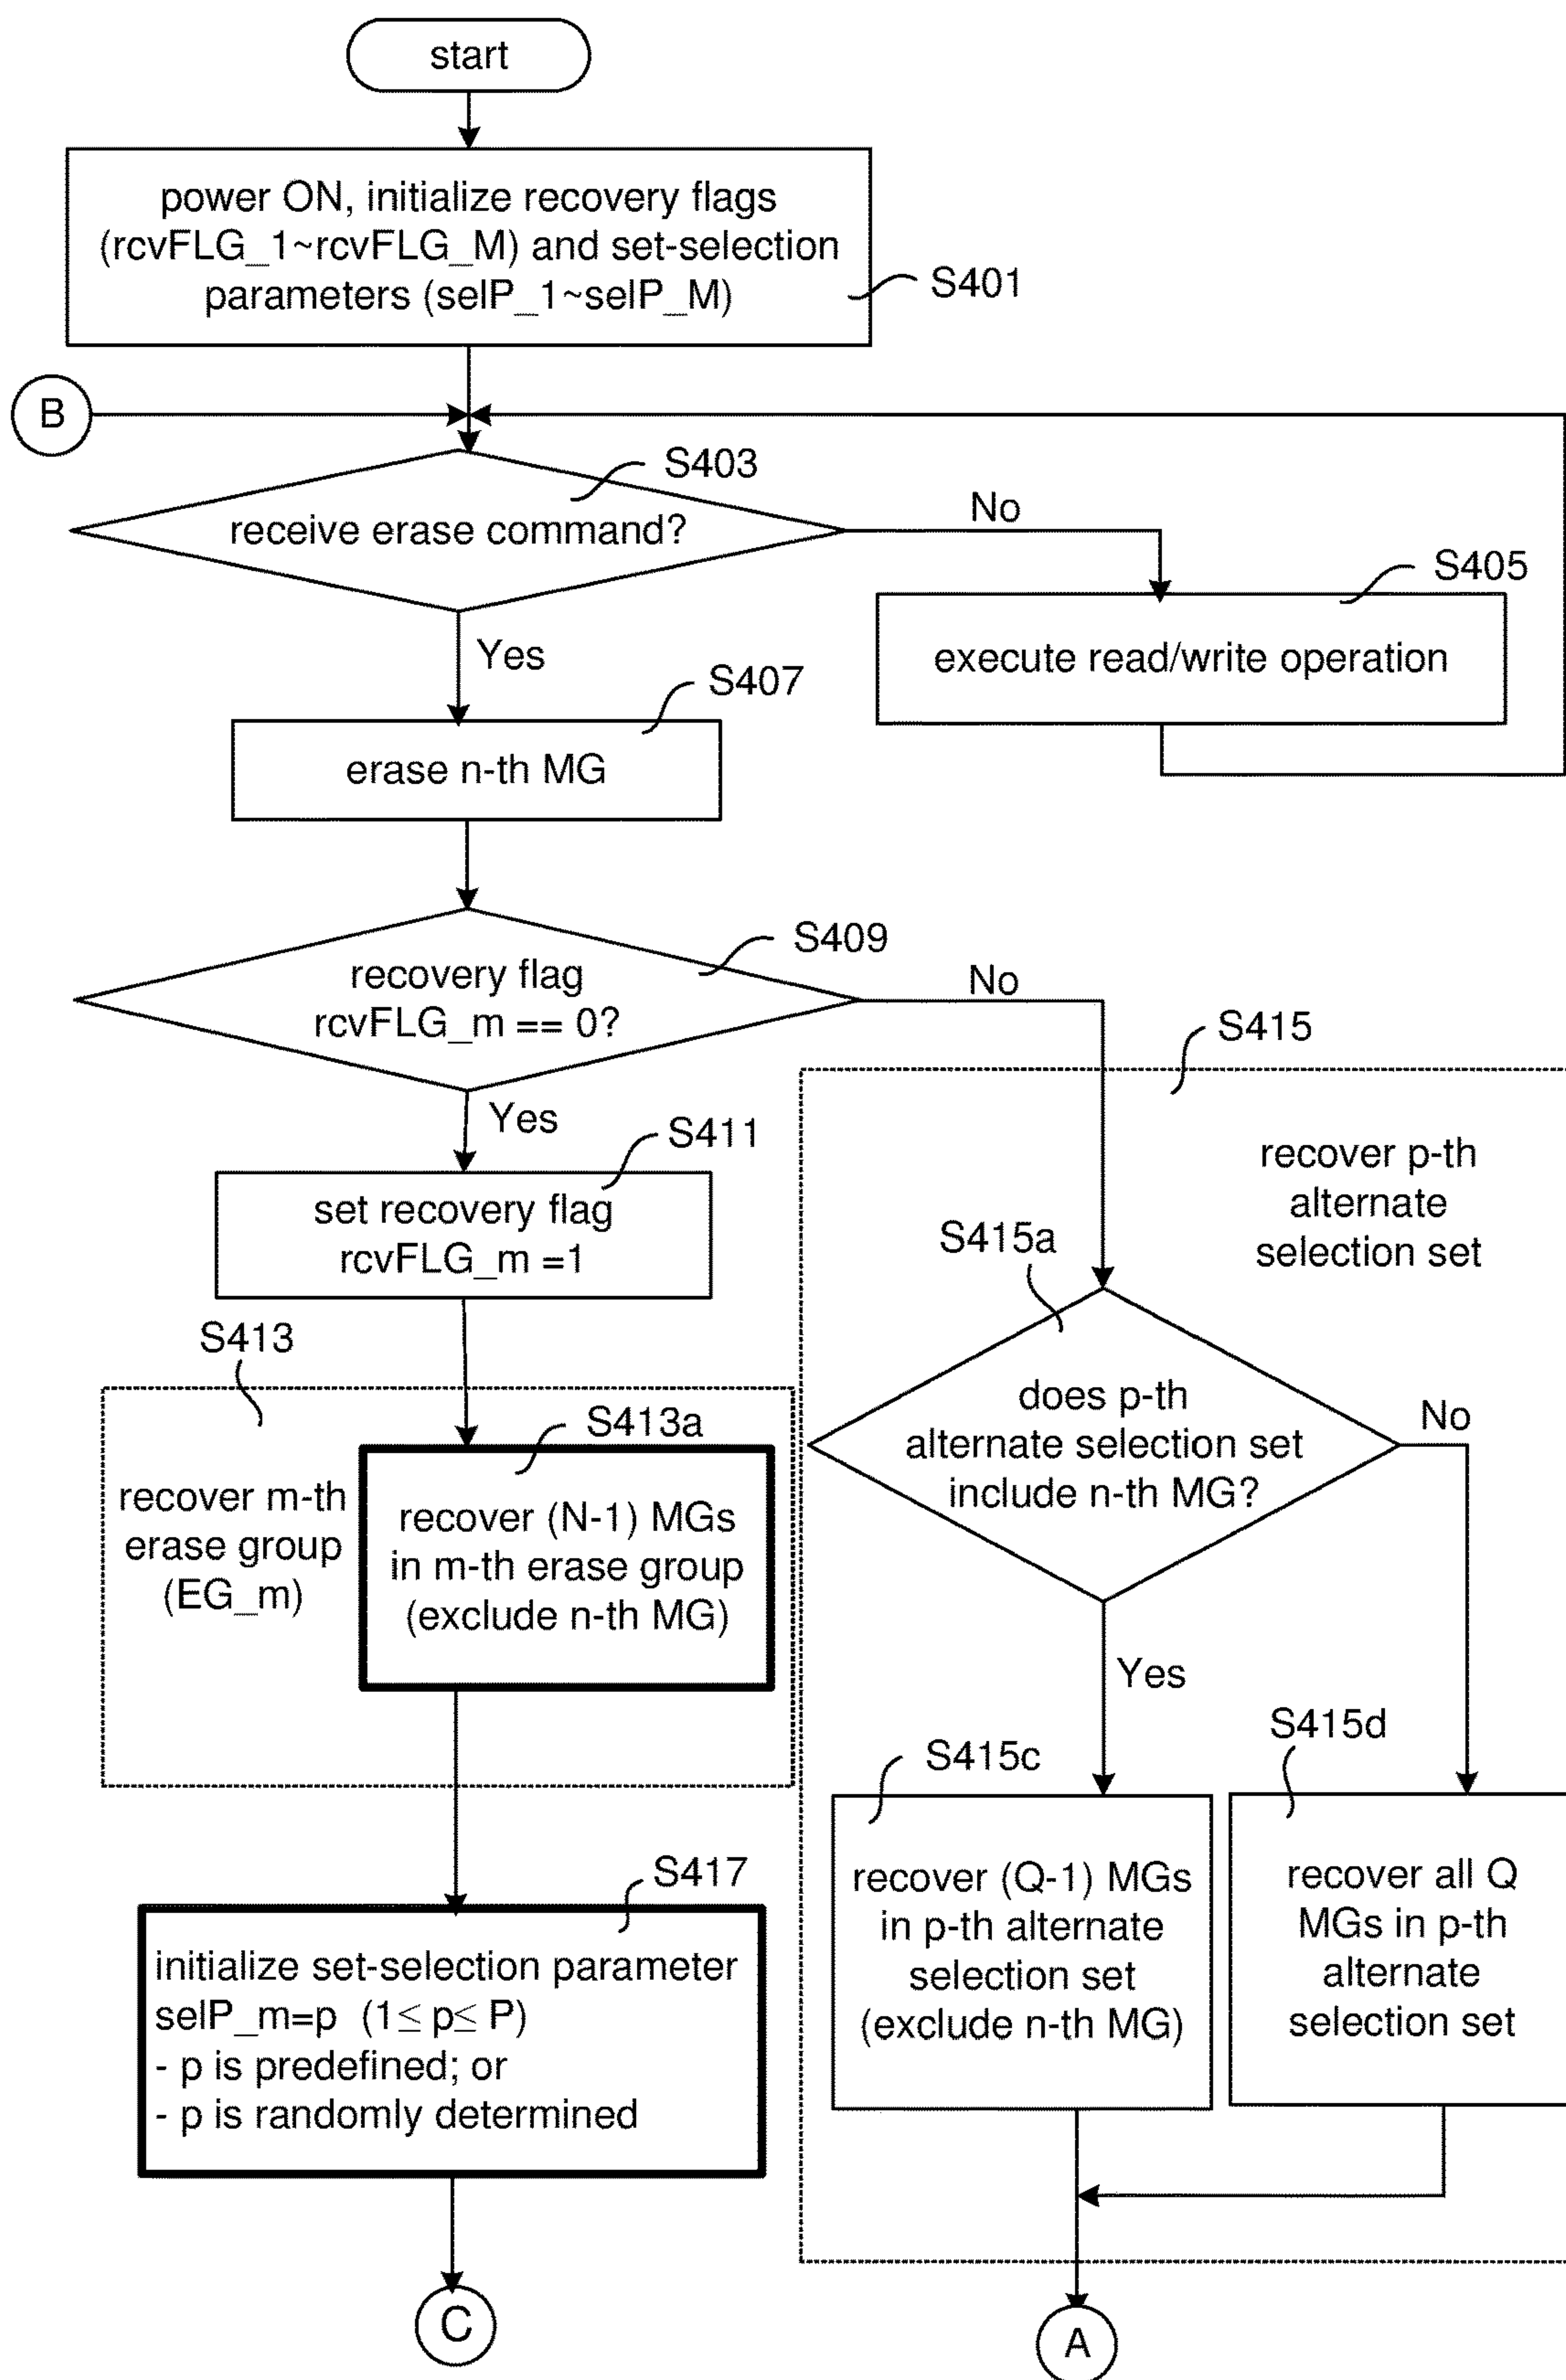 start
power ON, initialize recovery flags
(rcvFLG_1~rcvFLG_M) and set-selection
parameters (selP_1~selP_M)
S401
B
S403
receive erase command?
No
S405
execute read/write operation
Yes
S407
erase n-th MG
S409
recovery flag
rcvFLG_m == 0?
No
S415
Yes
S411
set recovery flag
rcvFLG_m =1
recover p-th
alternate
selection set
S415a
S413
S413a
does p-th
alternate selection set
include n-th MG?
No
recover m-th
erase group
(EG_m)
recover (N-1) MGs
in m-th erase group
(exclude n-th MG)
Yes
S415c
S415d
S417
recover (Q-1) MGs
in p-th alternate
selection set
(exclude n-th MG)
recover all Q
MGs in p-th
alternate
selection set
initialize set-selection parameter
selP_m=p (1≤ p≤ P)
- p is predefined; or
- p is randomly determined
C
A